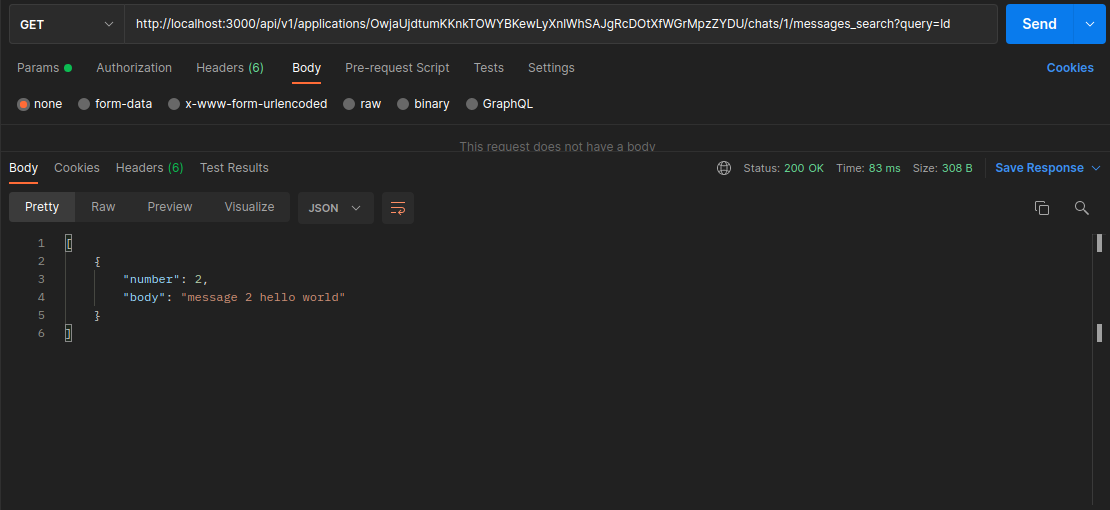 GET http://localhost:3000/api/v1/applications/OwjaUjdtumKKnkTOWYBKewLyXnlWhSAJgRcDOtXfWGrMpzZYDU/chats/1/messages_search?query=ld Send
Params Authorization Headers (6) Body Pre-request Script Tests Settings Cookies
none form-data x-www-form-urlencoded raw binary GraphQL
This request does not have a body
Body Cookies Headers (6) Test Results Status: 200 OK Time: 83 ms Size: 308 B Save Response
Pretty Raw Preview Visualize JSON
1 [
2 {
3 "number": 2,
4 "body": "message 2 hello world"
5 }
6 ]